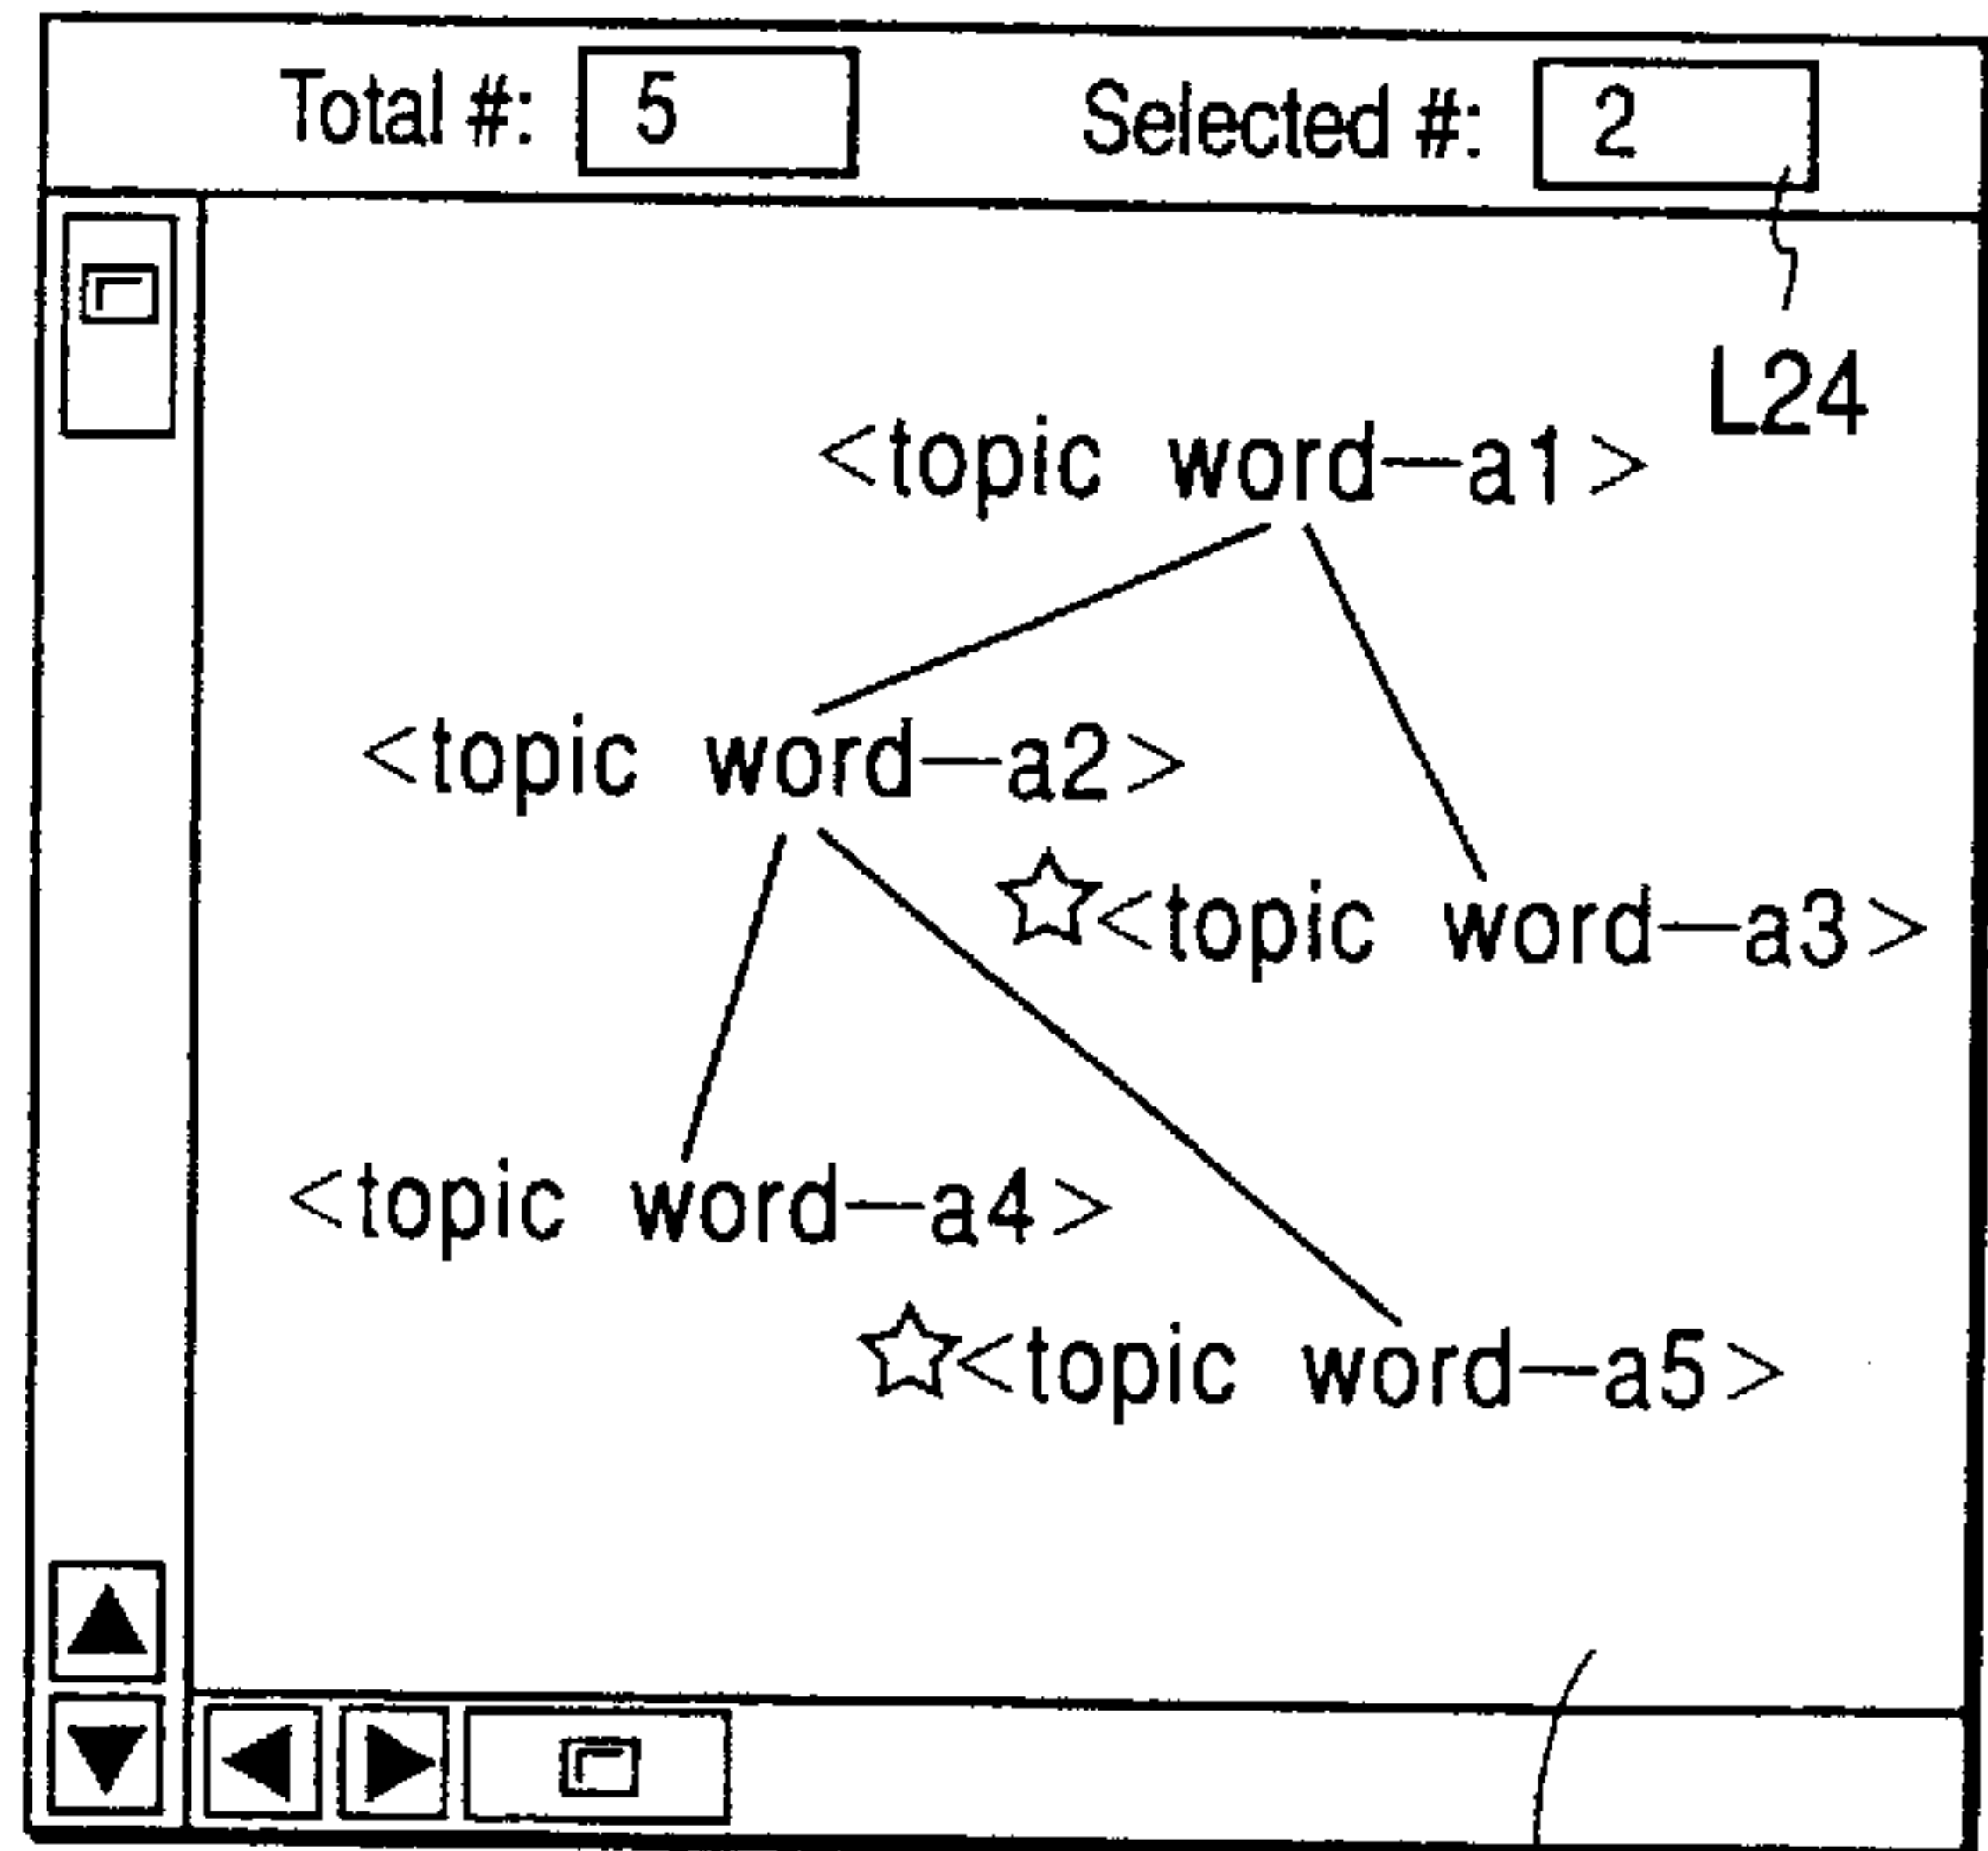 Total #: 5 Selected #: 2
L24
<topic word—a1>
<topic word—a2>
☆<topic word—a3>
<topic word—a4>
☆<topic word—a5>